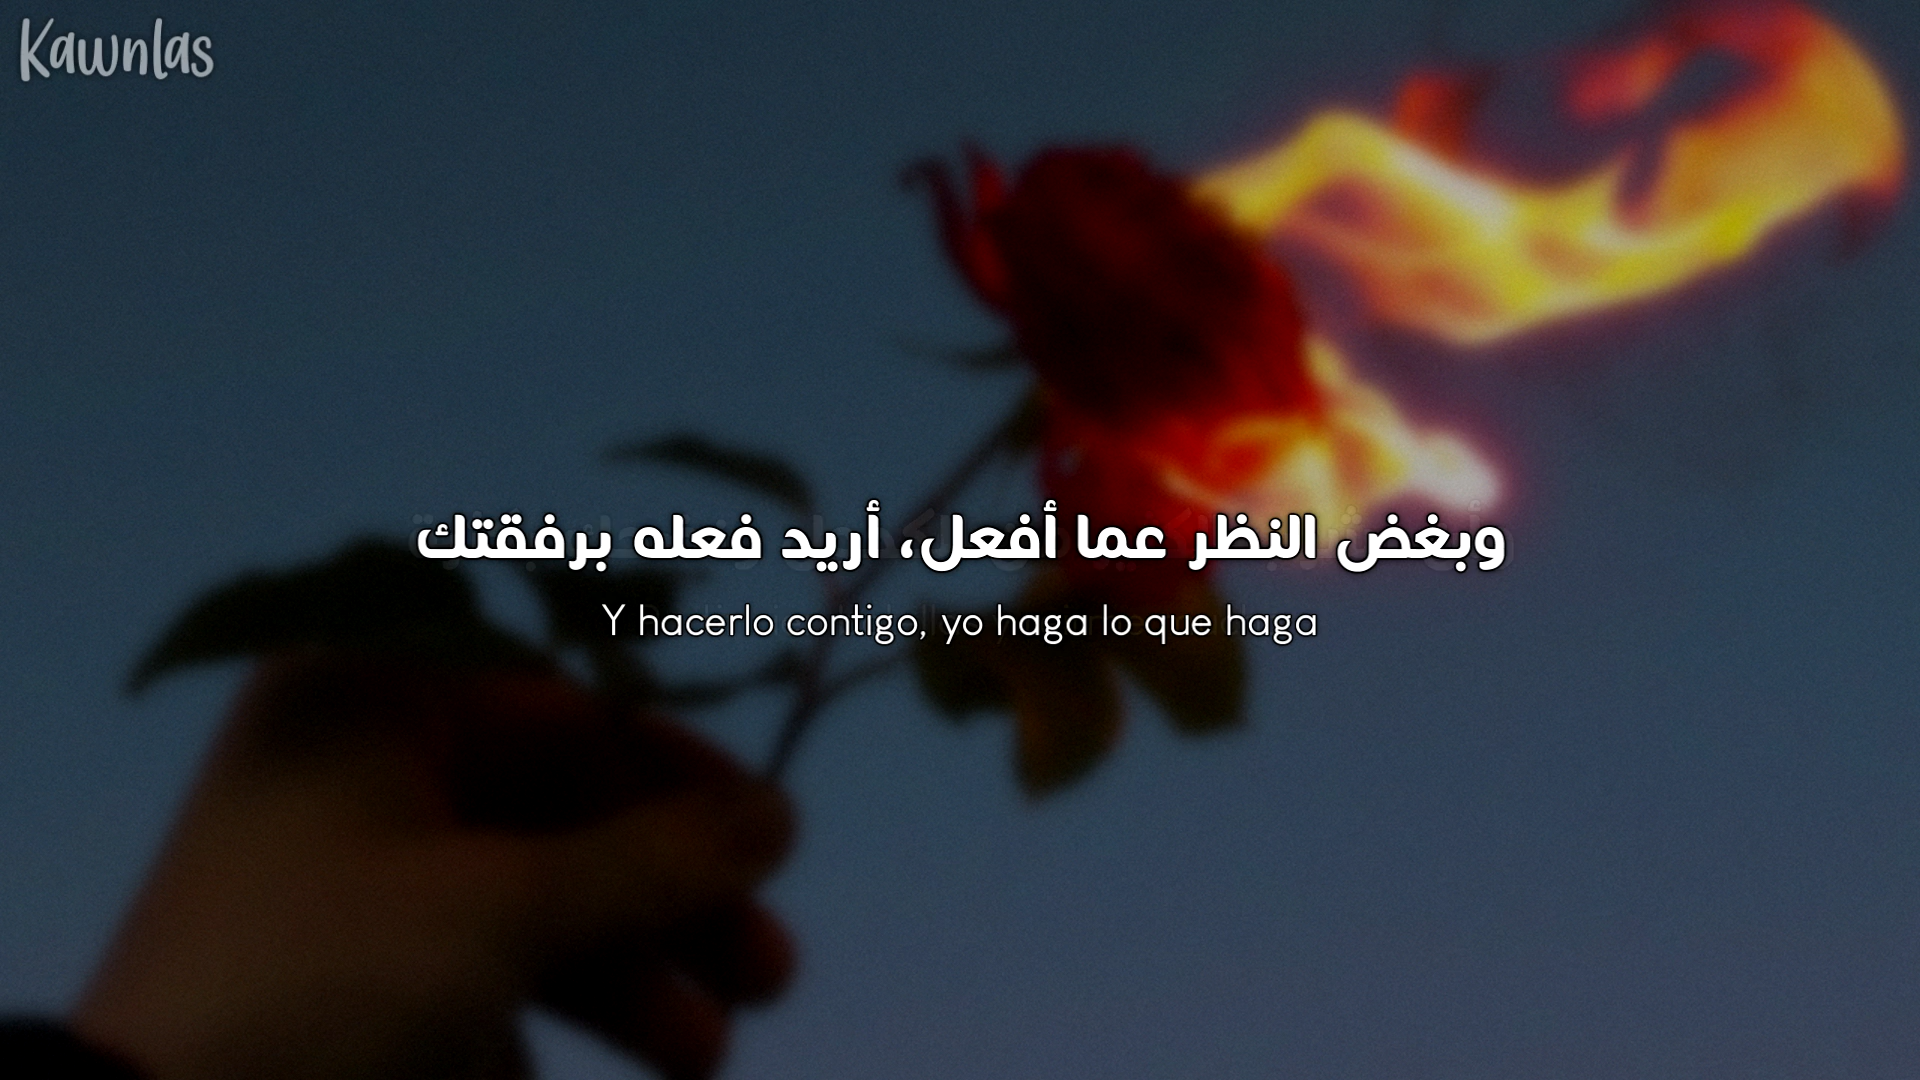 Kawnlas
وبغض النظر عما أفعل، أريد فعله برفقتك
Y hacerlo contigo, yo haga lo que haga